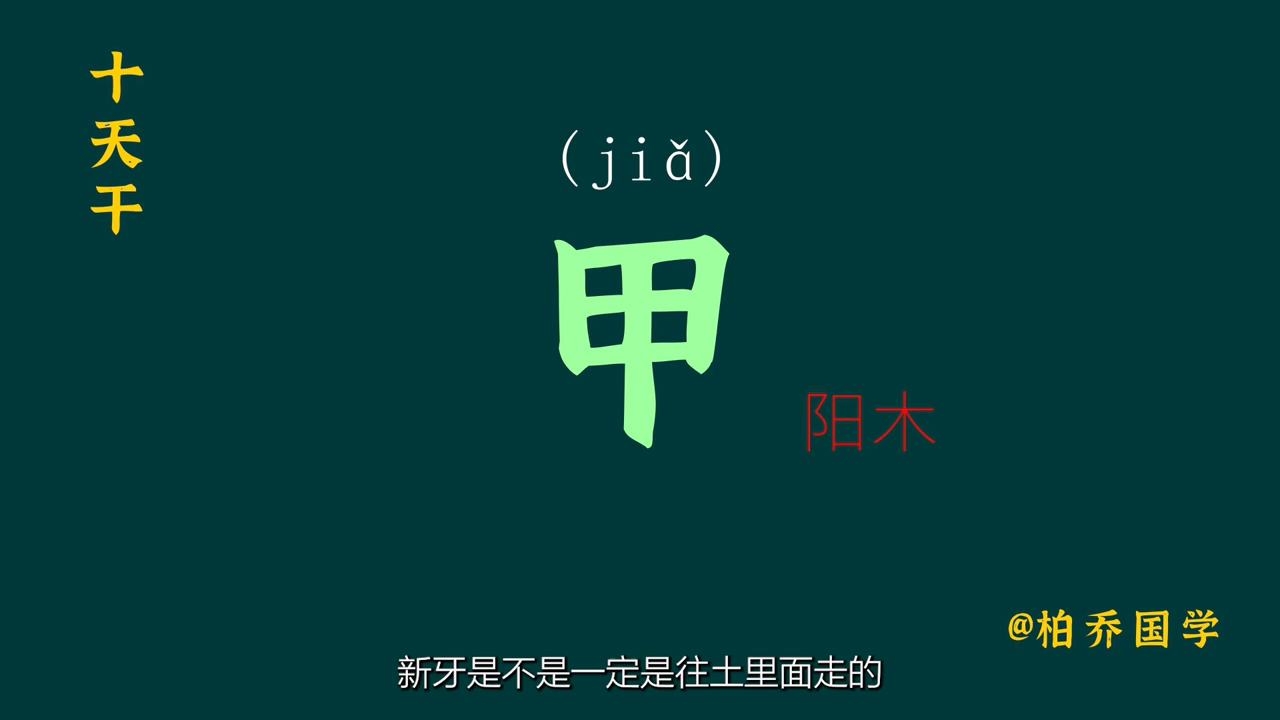 十天干
(jiǎ)
甲
阳木
@柏乔国学
新牙是不是一定是往土里面走的